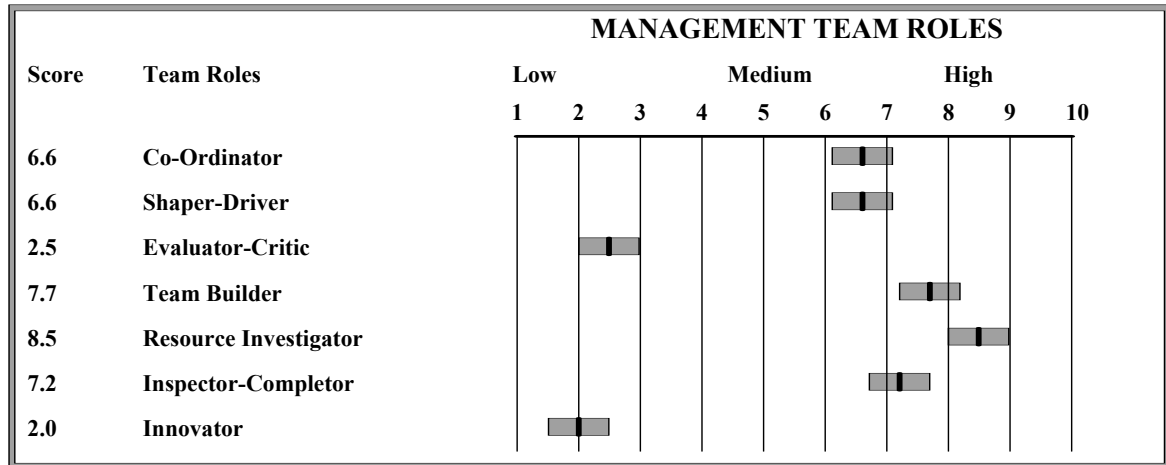 MANAGEMENT TEAM ROLES
Score Team Roles Low Medium High
1 2 3 4 5 6 7 8 9 10
6.6 Co-Ordinator
6.6 Shaper-Driver
2.5 Evaluator-Critic
7.7 Team Builder
8.5 Resource Investigator
7.2 Inspector-Completor
2.0 Innovator